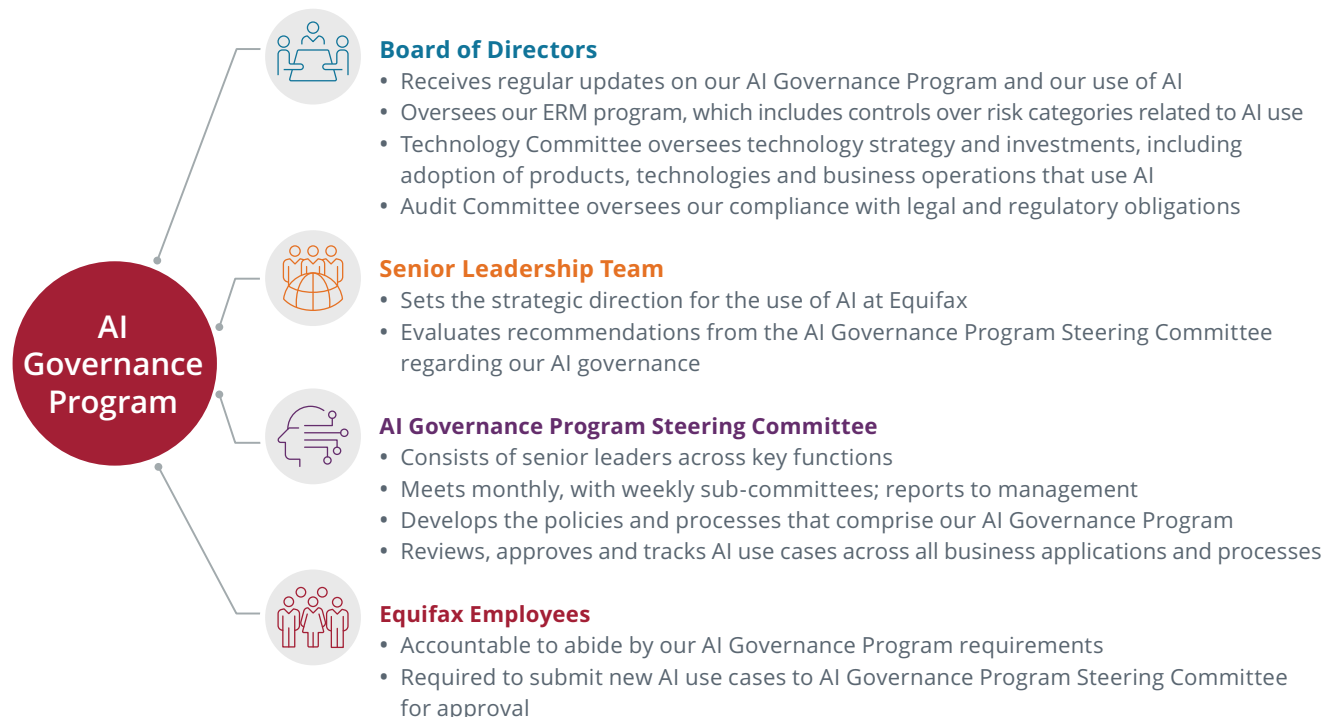 AI
Governance
Program
Board of Directors
• Receives regular updates on our AI Governance Program and our use of AI
• Oversees our ERM program, which includes controls over risk categories related to AI use
• Technology Committee oversees technology strategy and investments, including
adoption of products, technologies and business operations that use AI
• Audit Committee oversees our compliance with legal and regulatory obligations
Senior Leadership Team
• Sets the strategic direction for the use of AI at Equifax
• Evaluates recommendations from the AI Governance Program Steering Committee
regarding our AI governance
AI Governance Program Steering Committee
• Consists of senior leaders across key functions
• Meets monthly, with weekly sub-committees; reports to management
• Develops the policies and processes that comprise our AI Governance Program
• Reviews, approves and tracks AI use cases across all business applications and processes
Equifax Employees
• Accountable to abide by our AI Governance Program requirements
• Required to submit new AI use cases to AI Governance Program Steering Committee
for approval